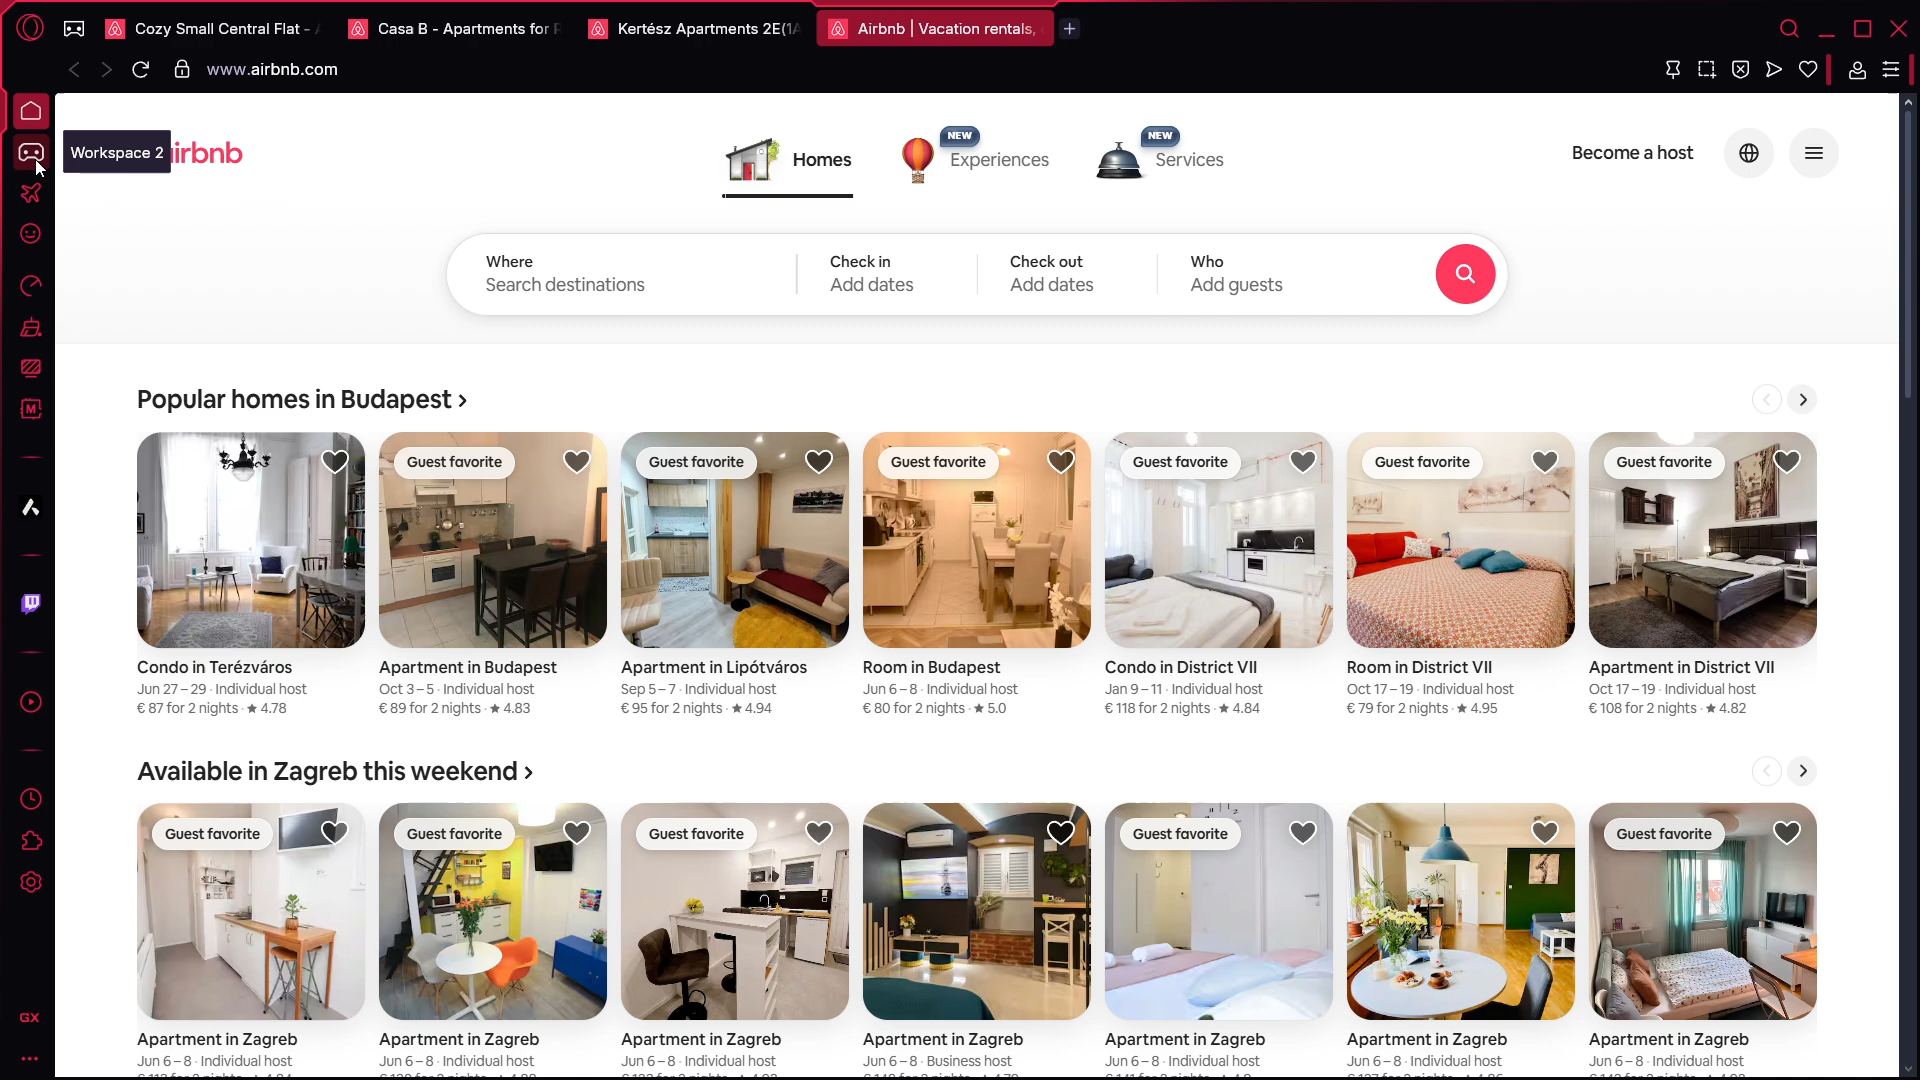 Cozy Small Central Flat -
Casa B - Apartments for
Kertész Apartments 2E(1
Airbnb | Vacation rentals,
www.airbnb.com
Workspace 2
airbnb
Homes
NEW
Experiences
NEW
Services
Become a host
Where
Search destinations
Check in
Add dates
Check out
Add dates
Who
Add guests
Popular homes in Budapest
Guest favorite
Guest favorite
Guest favorite
Guest favorite
Guest favorite
Guest favorite
Condo in Terézváros
Jun 27 – 29 · Individual host
€ 87 for 2 nights · ★ 4.78
Apartment in Budapest
Oct 3 – 5 · Individual host
€ 89 for 2 nights · ★ 4.83
Apartment in Lipótváros
Sep 5 – 7 · Individual host
€ 95 for 2 nights · ★ 4.94
Room in Budapest
Jun 6 – 8 · Individual host
€ 80 for 2 nights · ★ 5.0
Condo in District VII
Jan 9 – 11 · Individual host
€ 118 for 2 nights · ★ 4.84
Room in District VII
Oct 17 – 19 · Individual host
€ 79 for 2 nights · ★ 4.95
Apartment in District VII
Oct 17 – 19 · Individual host
€ 108 for 2 nights · ★ 4.82
Available in Zagreb this weekend
Guest favorite
Guest favorite
Guest favorite
Guest favorite
Guest favorite
Apartment in Zagreb
Jun 6 – 8 · Individual host
Apartment in Zagreb
Jun 6 – 8 · Individual host
Apartment in Zagreb
Jun 6 – 8 · Individual host
Apartment in Zagreb
Jun 6 – 8 · Business host
Apartment in Zagreb
Jun 6 – 8 · Individual host
Apartment in Zagreb
Jun 6 – 8 · Individual host
Apartment in Zagreb
Jun 6 – 8 · Individual host
GX